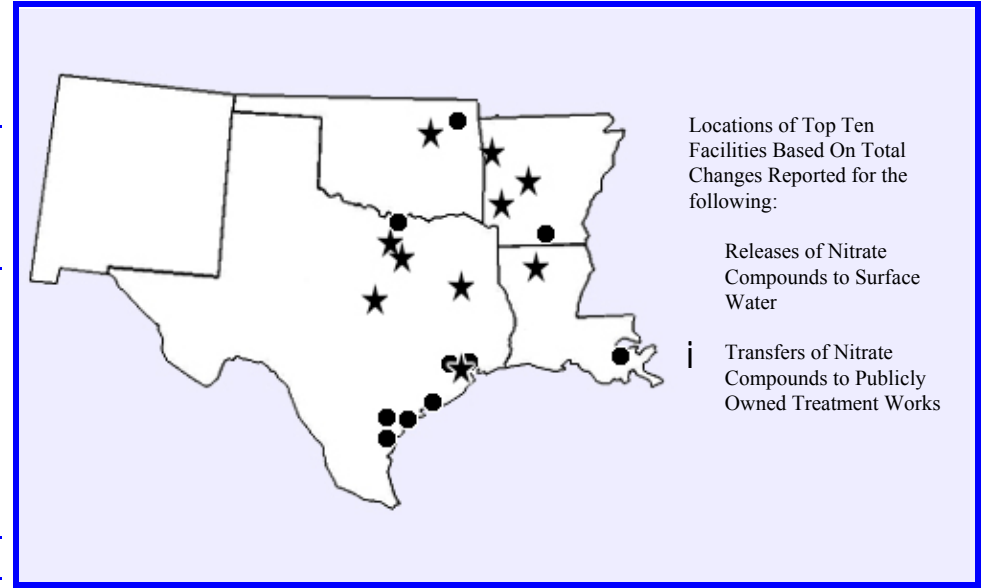 Locations of Top Ten
Facilities Based On Total
Changes Reported for the
following:
Releases of Nitrate
Compounds to Surface
Water
i Transfers of Nitrate
Compounds to Publicly
Owned Treatment Works